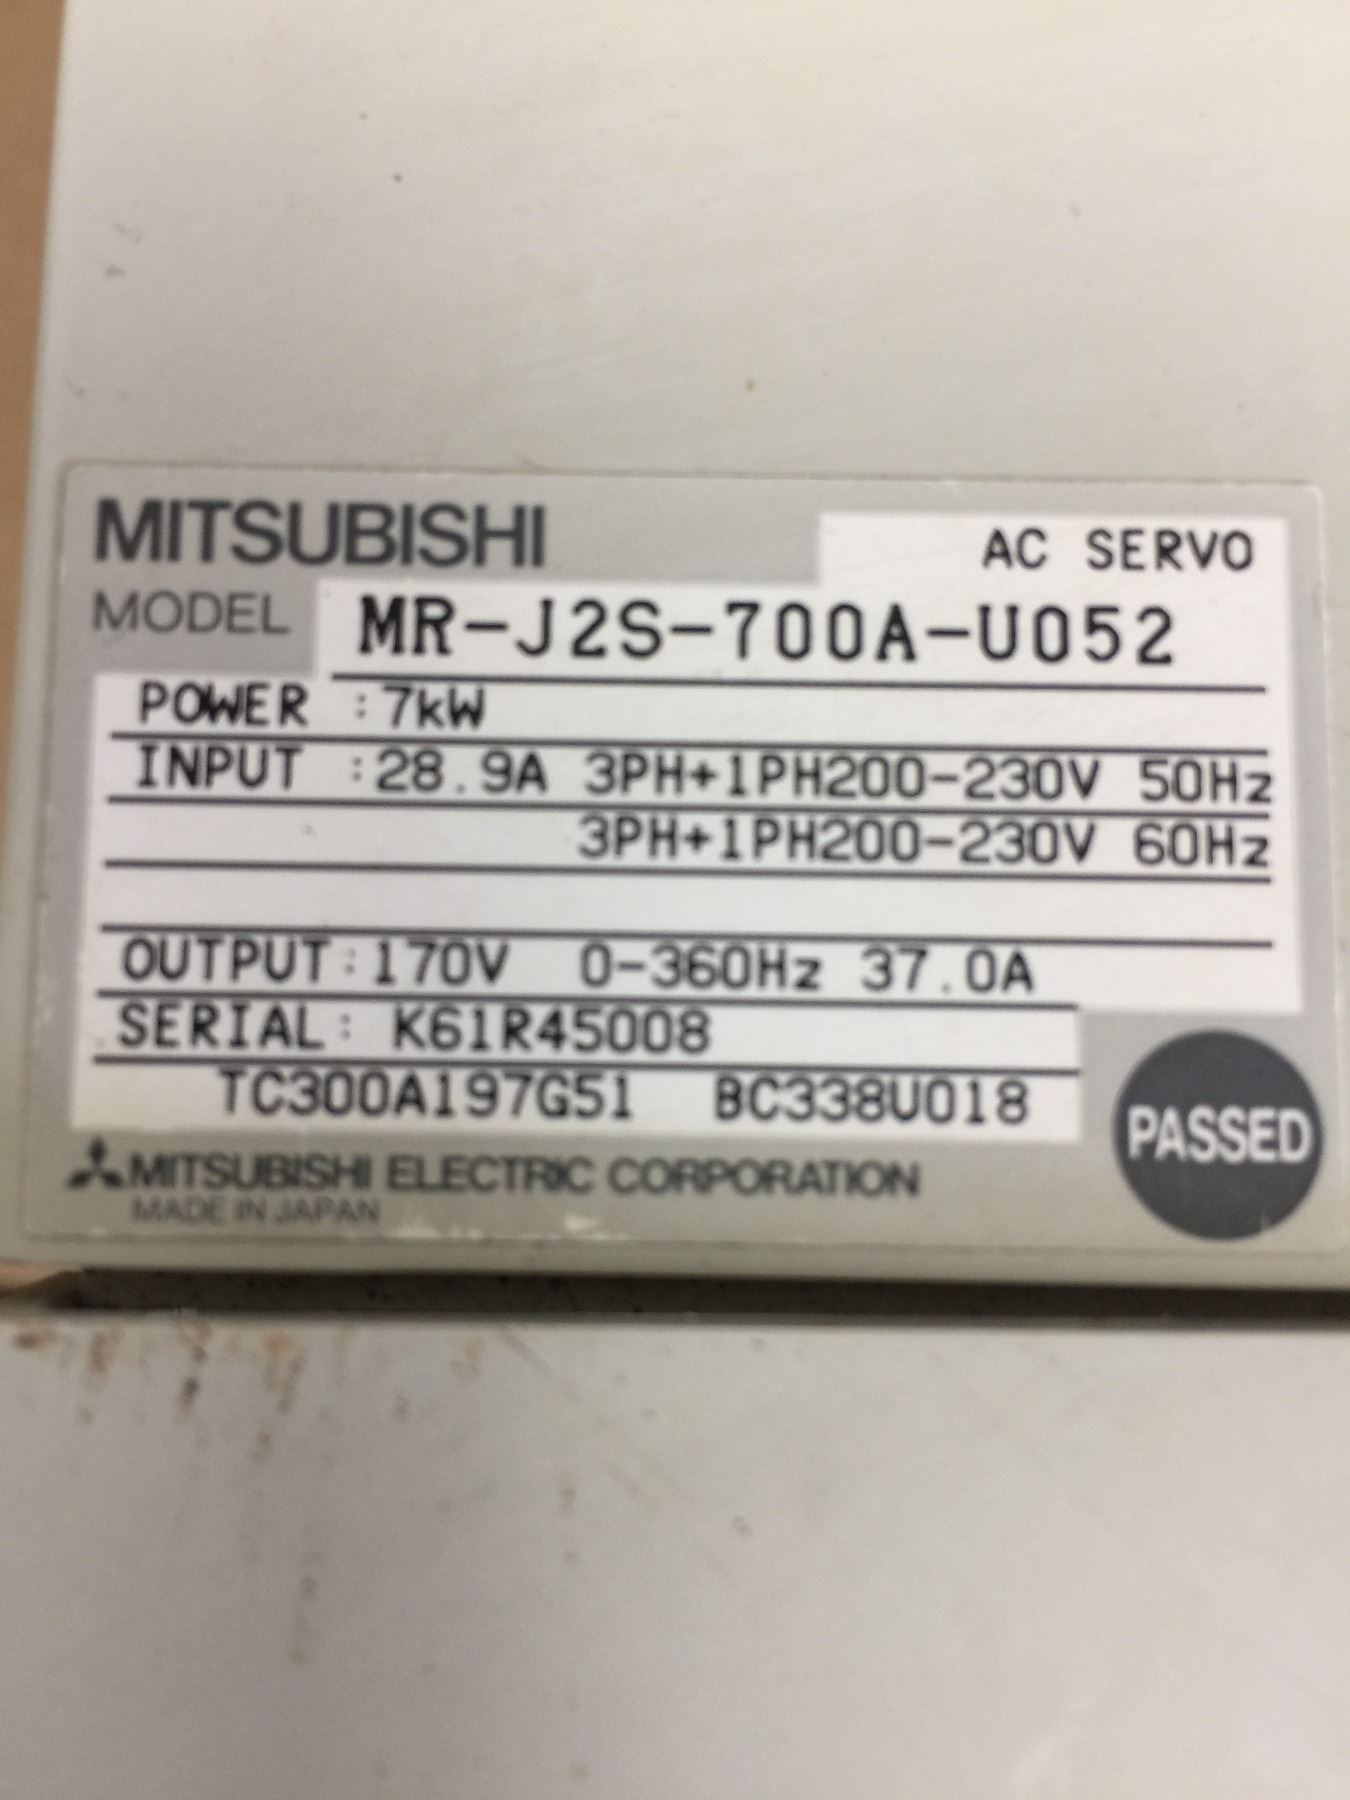 MITSUBISHI
AC SERVO
MODEL MR-J2S-700A-U052
POWER :7kW
INPUT :28.9A 3PH+1PH200-230V 50Hz
3PH+1PH200-230V 60Hz
OUTPUT:170V 0-360Hz 37.0A
SERIAL: K61R45008
TC300A197G51 BC338U018
PASSED
MITSUBISHI ELECTRIC CORPORATION
MADE IN JAPAN